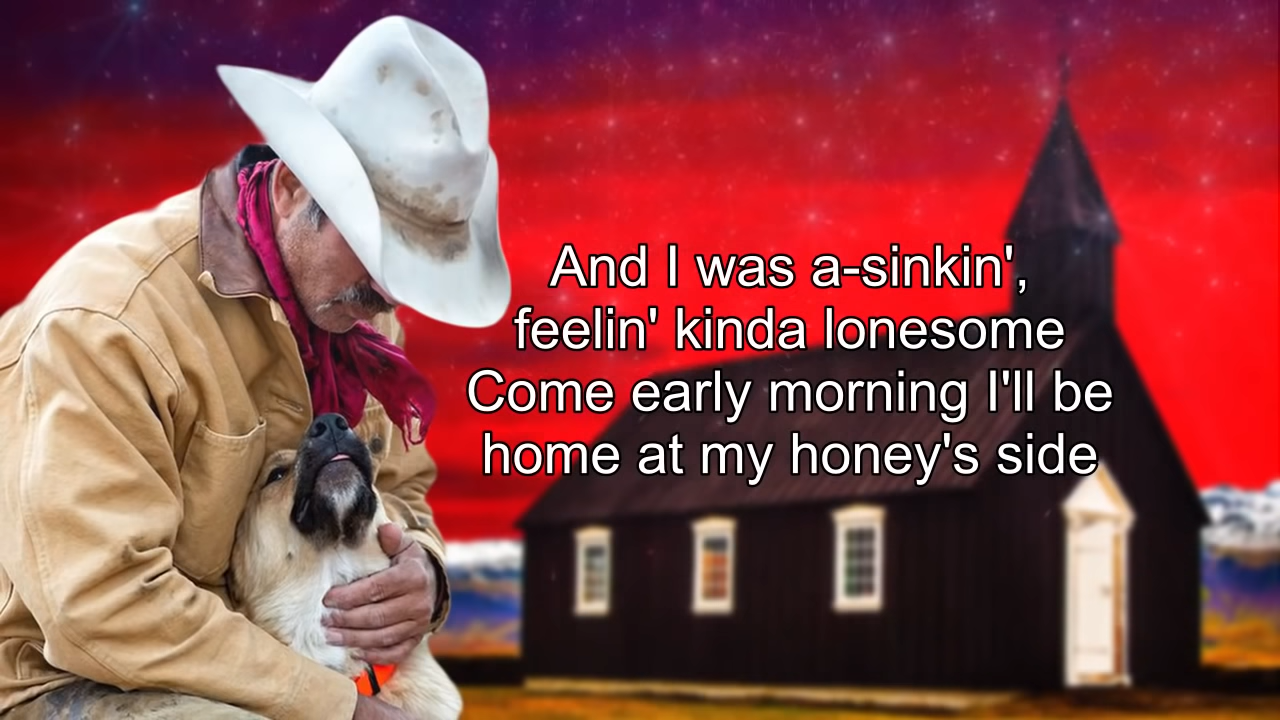 And I was a-sinkin',
feelin' kinda lonesome
Come early morning I'll be
home at my honey's side